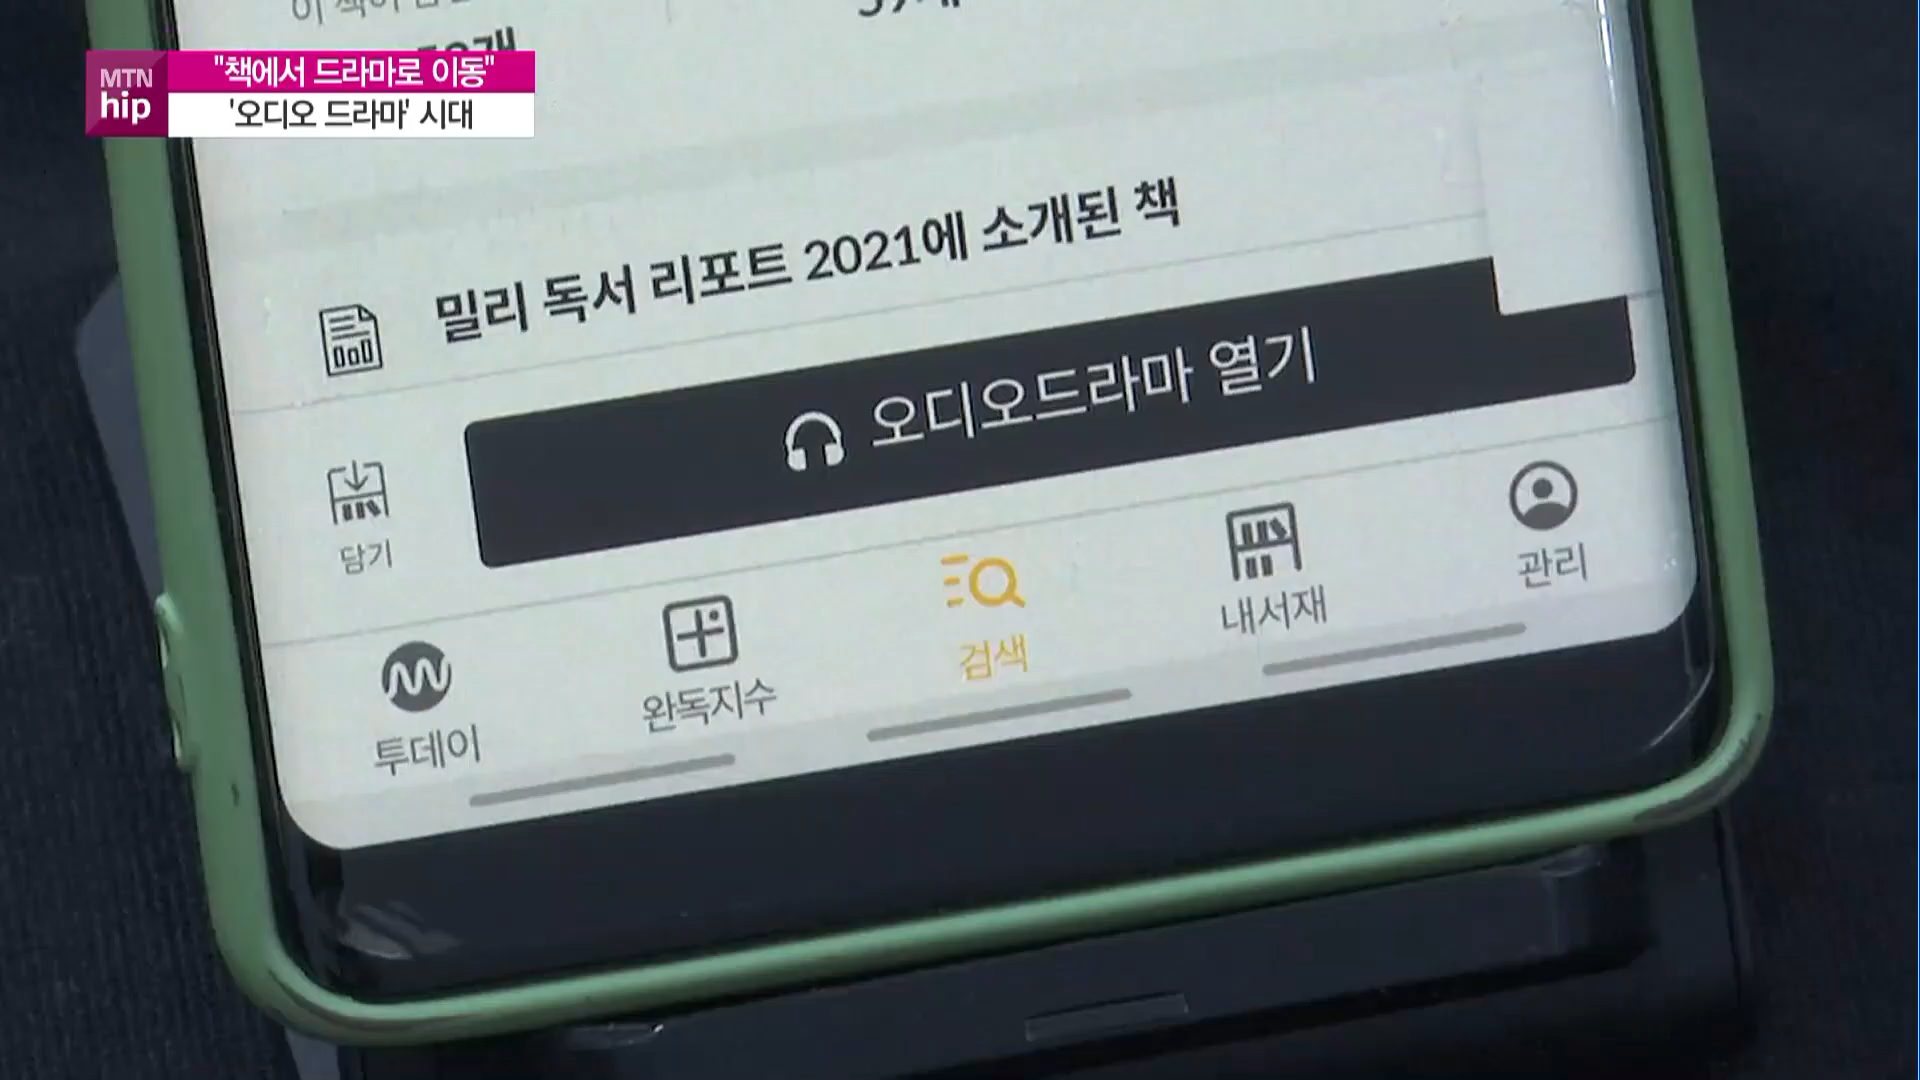 MTN
hip
"책에서 드라마로 이동"
'오디오 드라마' 시대
밀리 독서 리포트 2021에 소개된 책
오디오드라마 열기
담기
투데이
완독지수
검색
내서재
관리